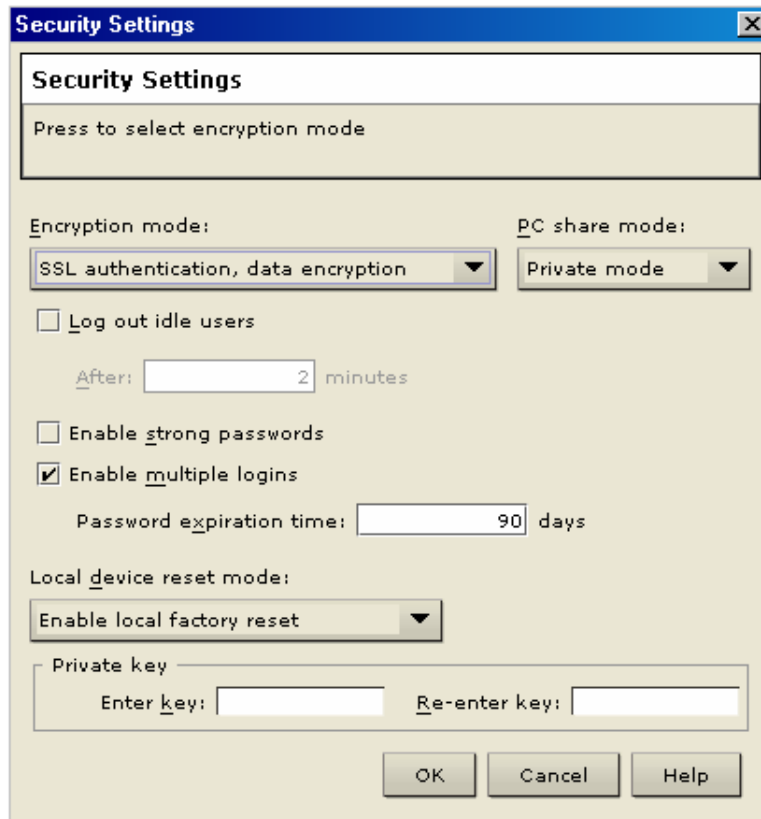 Security Settings
Security Settings
Press to select encryption mode
Encryption mode: PC share mode:
SSL authentication, data encryption Private mode
Log out idle users
After: 2 minutes
Enable strong passwords
Enable multiple logins
Password expiration time: 90 days
Local device reset mode:
Enable local factory reset
Private key
Enter key: Re-enter key:
OK Cancel Help